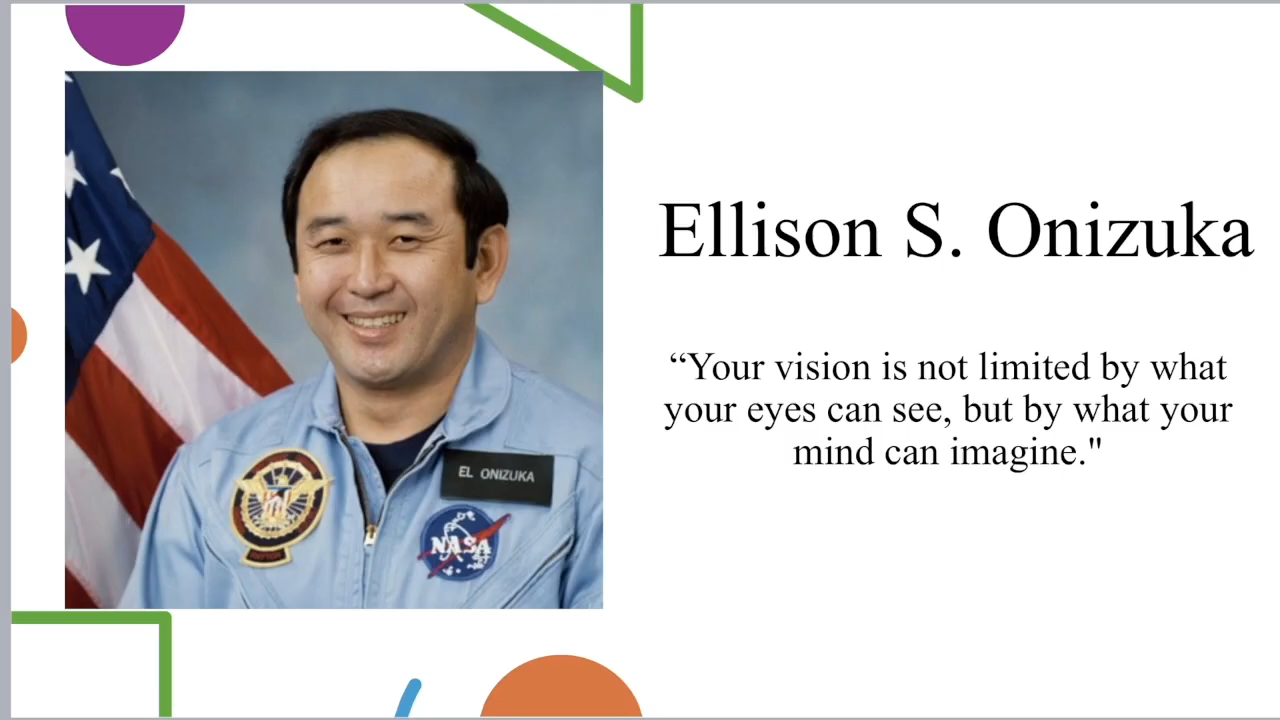 Ellison S. Onizuka
“Your vision is not limited by what
your eyes can see, but by what your
mind can imagine."
EL ONIZUKA
NASA